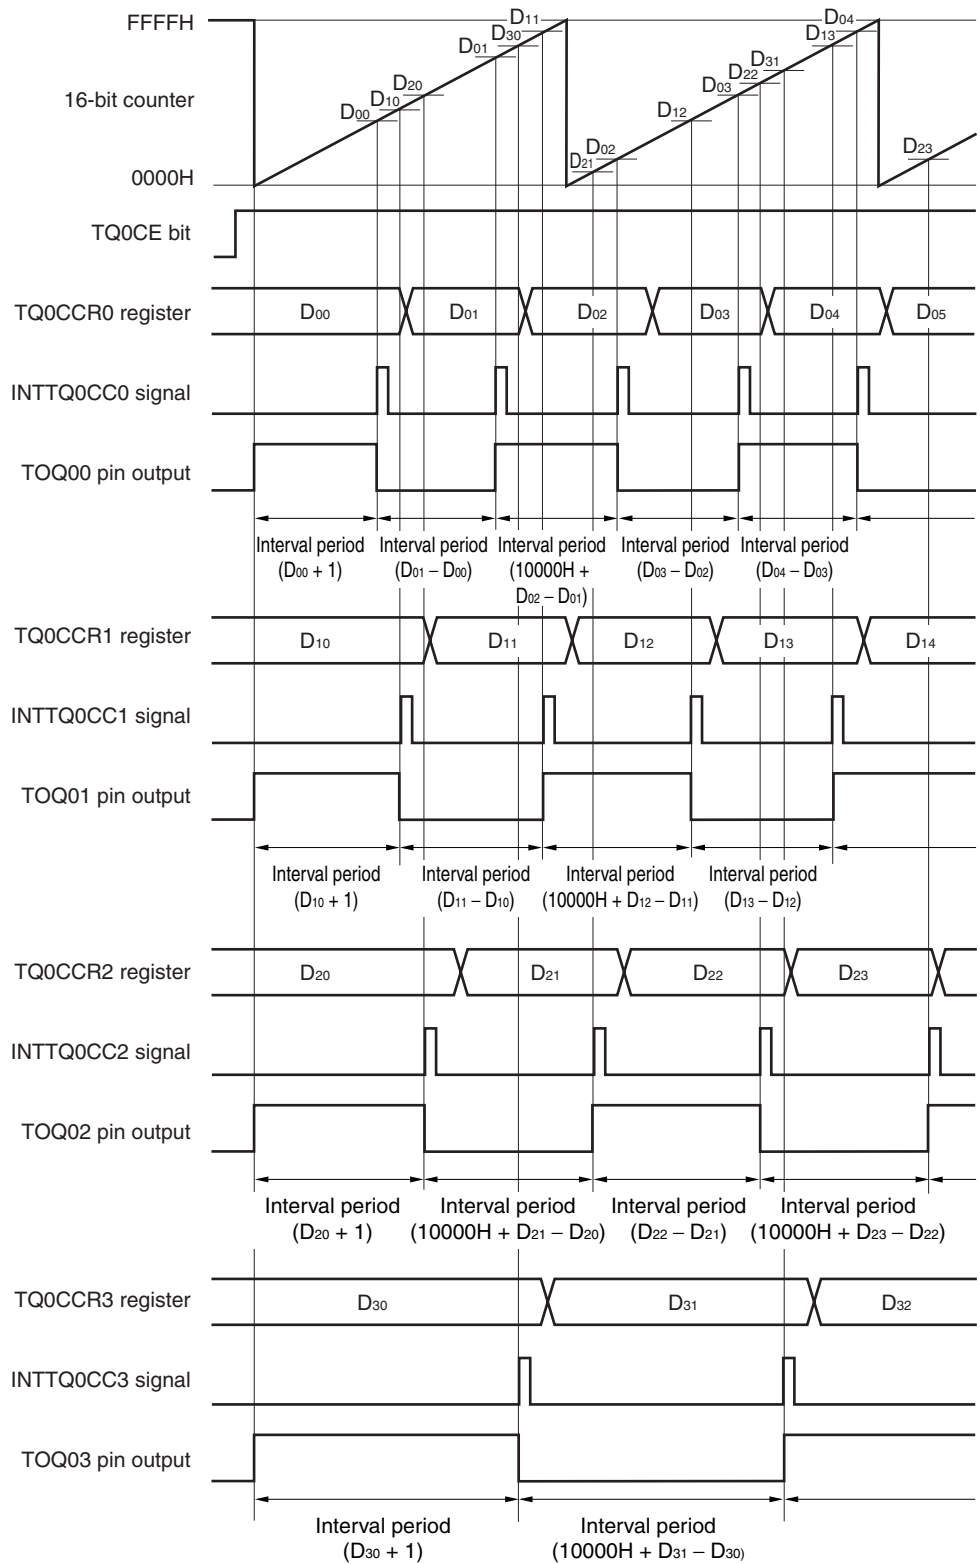 FFFFH
16-bit counter
0000H
D00
D10
D20
D01
D30
D11
D21
D02
D12
D03
D22
D31
D13
D04
D23
TQ0CE bit
TQ0CCR0 register
D00 D01 D02 D03 D04 D05
INTTQ0CC0 signal
TOQ00 pin output
Interval period
(D00 + 1)
Interval period
(D01 – D00)
Interval period
(10000H +
D02 – D01)
Interval period
(D03 – D02)
Interval period
(D04 – D03)
TQ0CCR1 register
D10 D11 D12 D13 D14
INTTQ0CC1 signal
TOQ01 pin output
Interval period
(D10 + 1)
Interval period
(D11 – D10)
Interval period
(10000H + D12 – D11)
Interval period
(D13 – D12)
TQ0CCR2 register
D20 D21 D22 D23
INTTQ0CC2 signal
TOQ02 pin output
Interval period
(D20 + 1)
Interval period
(10000H + D21 – D20)
Interval period
(D22 – D21)
Interval period
(10000H + D23 – D22)
TQ0CCR3 register
D30 D31 D32
INTTQ0CC3 signal
TOQ03 pin output
Interval period
(D30 + 1)
Interval period
(10000H + D31 – D30)